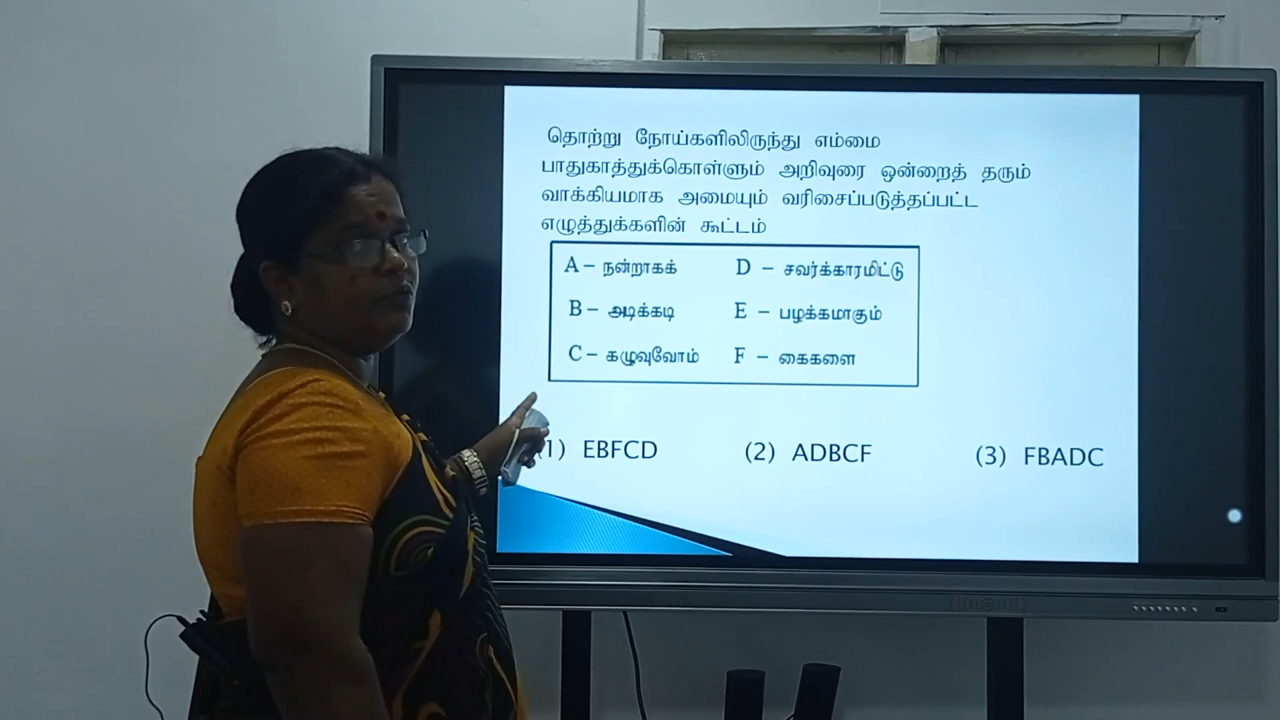 தொற்று நோய்களிலிருந்து எம்மை
பாதுகாத்துக்கொள்ளும் அறிவுரை ஒன்றைத் தரும்
வாக்கியமாக அமையும் வரிசைப்படுத்தப்பட்ட
எழுத்துக்களின் கூட்டம்
A – நன்றாகக் D – சவர்க்காரமிட்டு
B – அடிக்கடி E – பழக்கமாகும்
C – கழுவுவோம் F – கைகளை
(1) EBFCD (2) ADBCF (3) FBADC